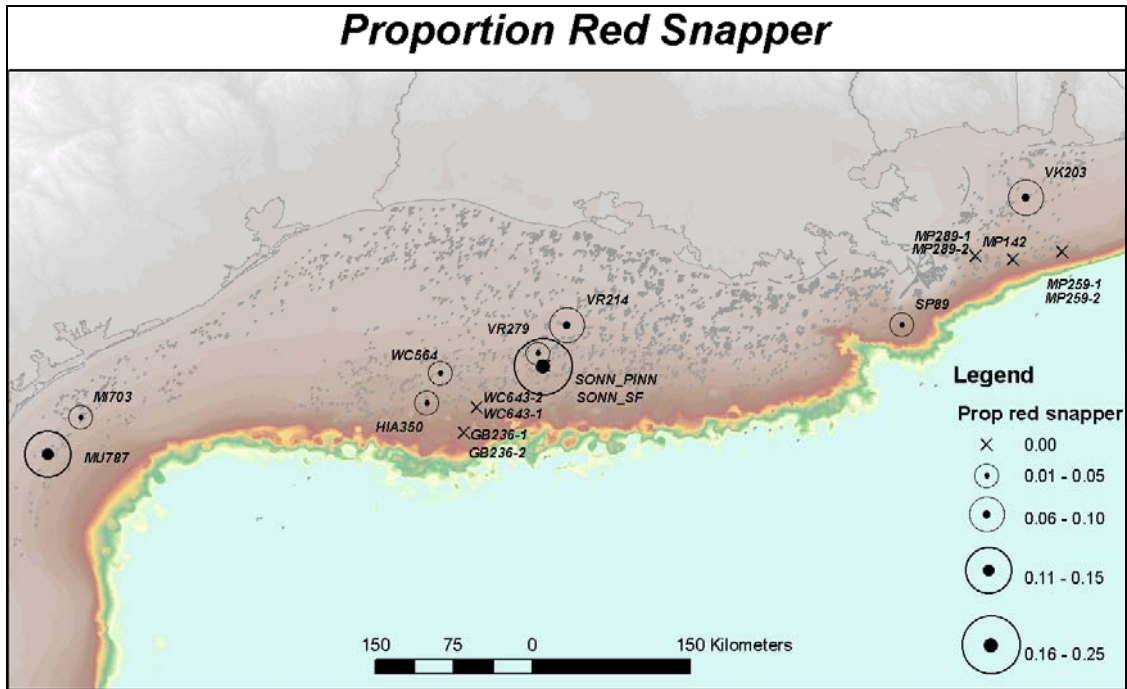 Proportion Red Snapper
VK203
MP289-1
MP289-2
MP142
MP259-1
MP259-2
SP89
VR214
VR279
WC564
SONN_PINN
SONN_SF
MI703
WC643-2
WC643-1
HIA350
GB236-1
GB236-2
MU787
Legend
Prop red snapper
0.00
0.01 - 0.05
0.06 - 0.10
0.11 - 0.15
0.16 - 0.25
150 75 0 150 Kilometers